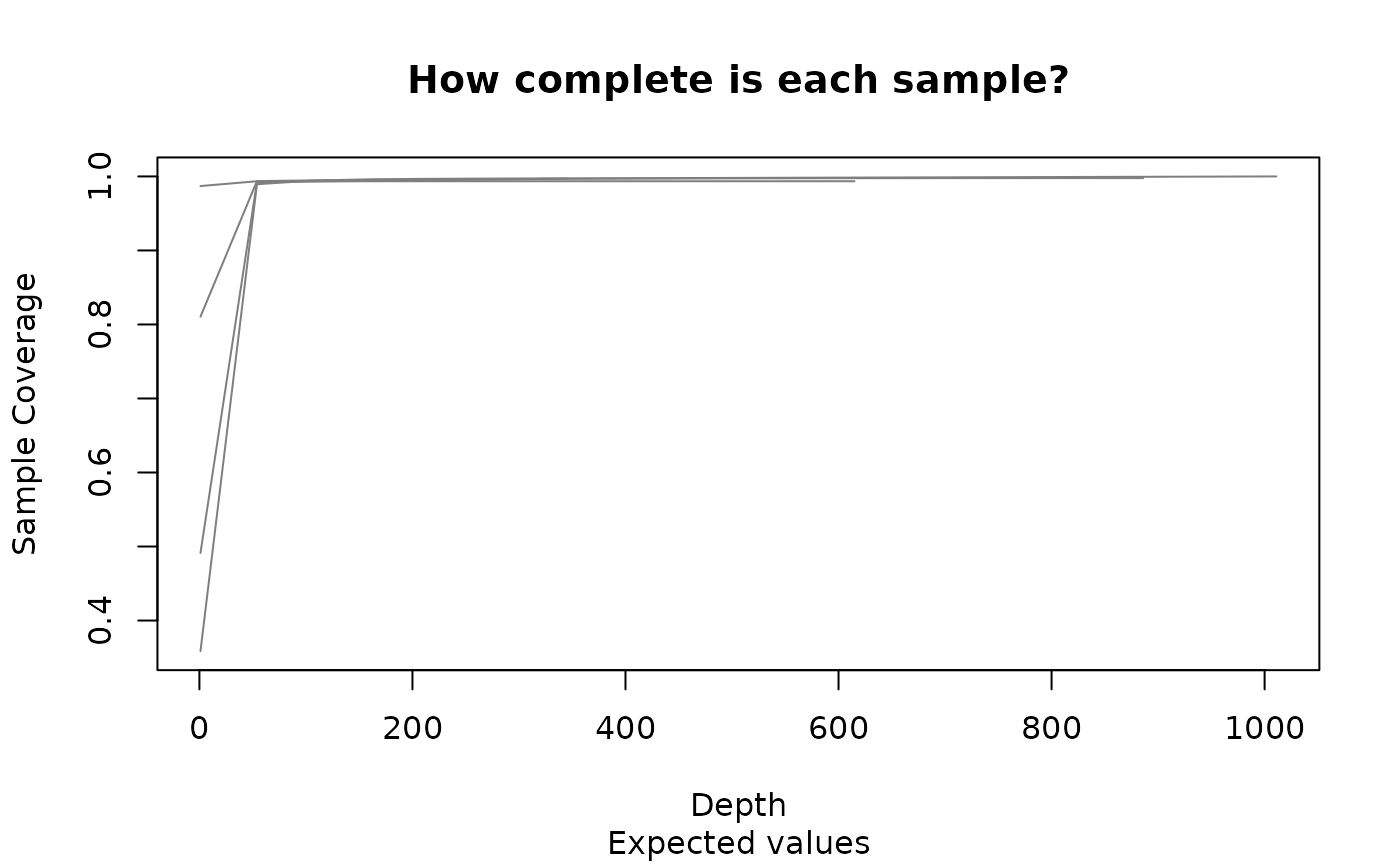 How complete is each sample?
1.0
0.8
0.6
0.4
Sample Coverage
0 200 400 600 800 1000
Depth
Expected values